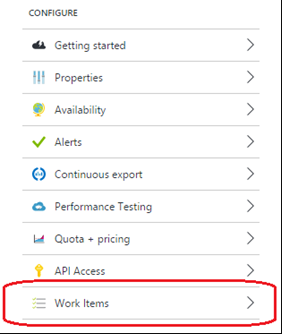 CONFIGURE
Getting started
Properties
Availability
Alerts
Continuous export
Performance Testing
Quota + pricing
API Access
Work Items